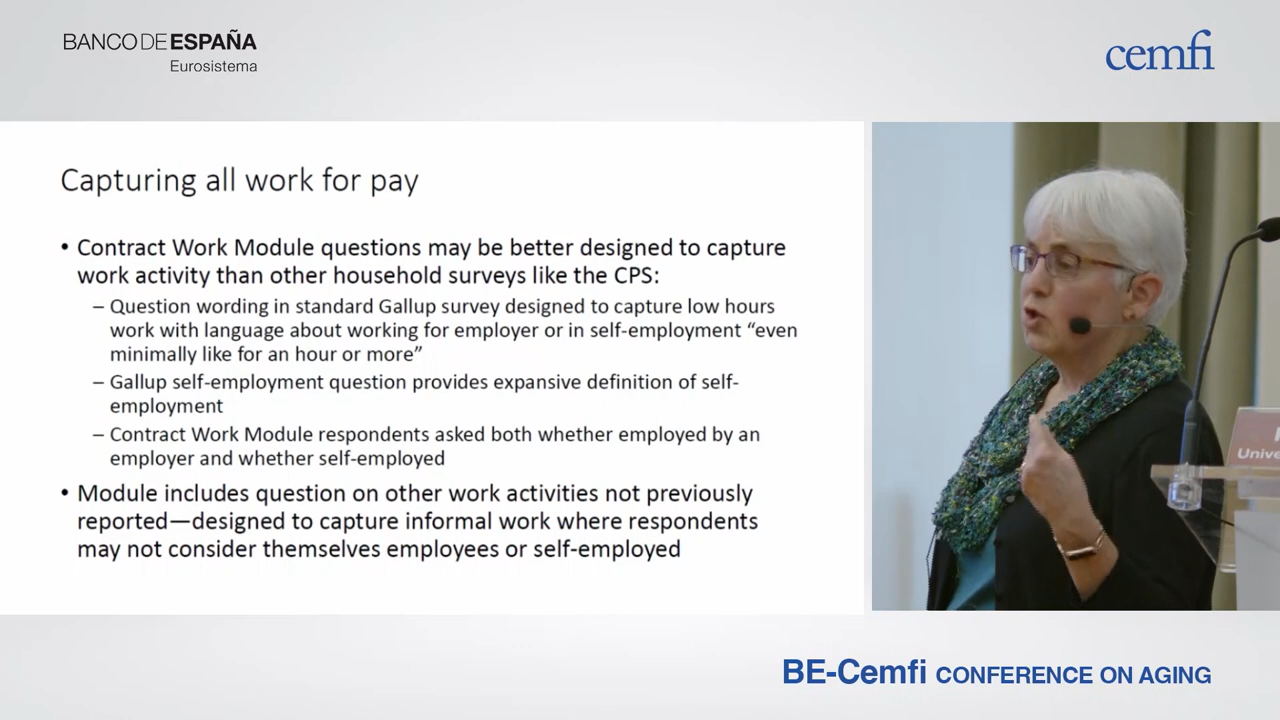 BANCO DE ESPAÑA
Eurosistema
cemfi
Capturing all work for pay
• Contract Work Module questions may be better designed to capture
work activity than other household surveys like the CPS:
– Question wording in standard Gallup survey designed to capture low hours
work with language about working for employer or in self-employment “even
minimally like for an hour or more”
– Gallup self-employment question provides expansive definition of self-
employment
– Contract Work Module respondents asked both whether employed by an
employer and whether self-employed
• Module includes question on other work activities not previously
reported—designed to capture informal work where respondents
may not consider themselves employees or self-employed
BE-Cemfi CONFERENCE ON AGING